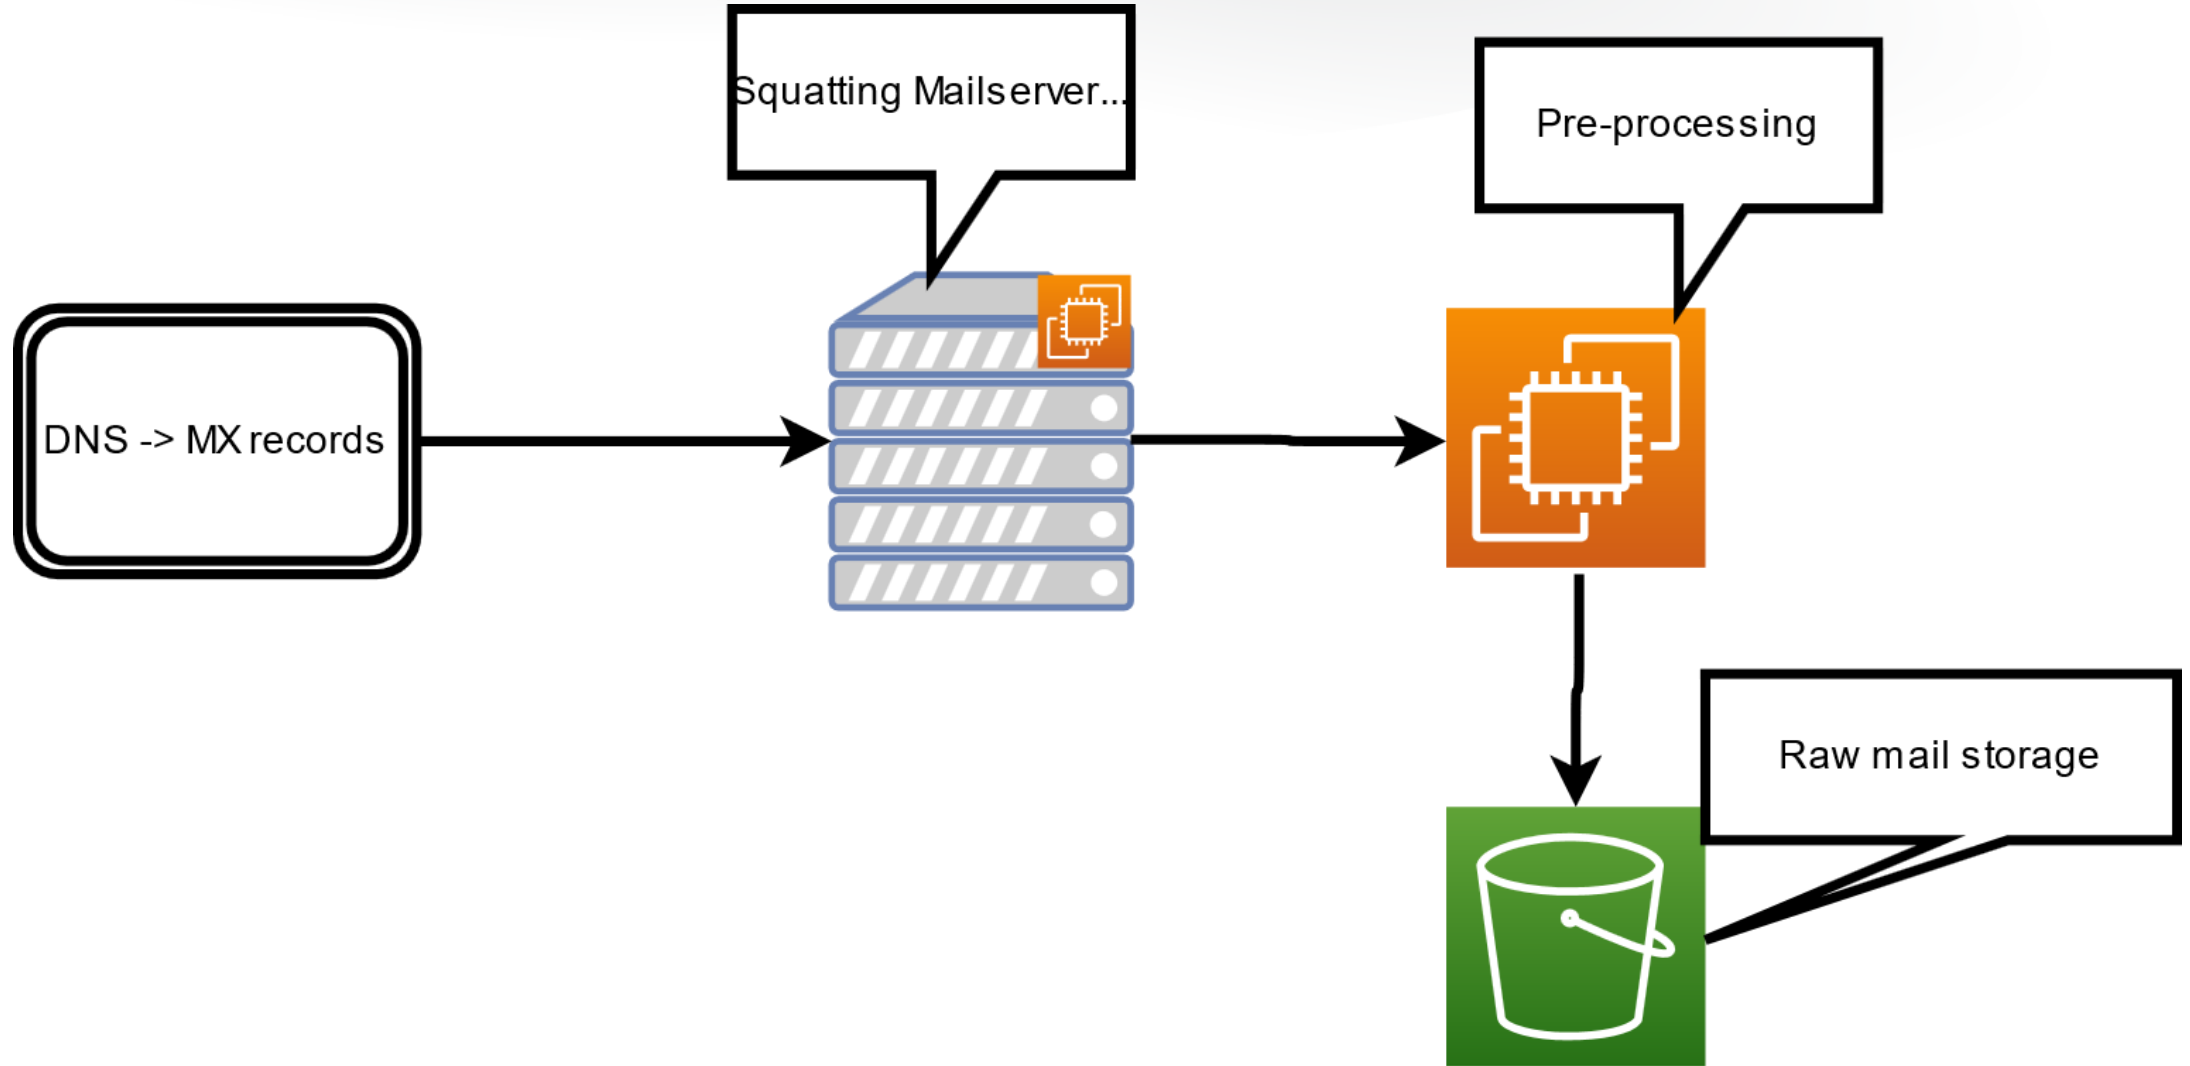 Squatting Mailserver...
Pre-processing
DNS -> MX records
Raw mail storage